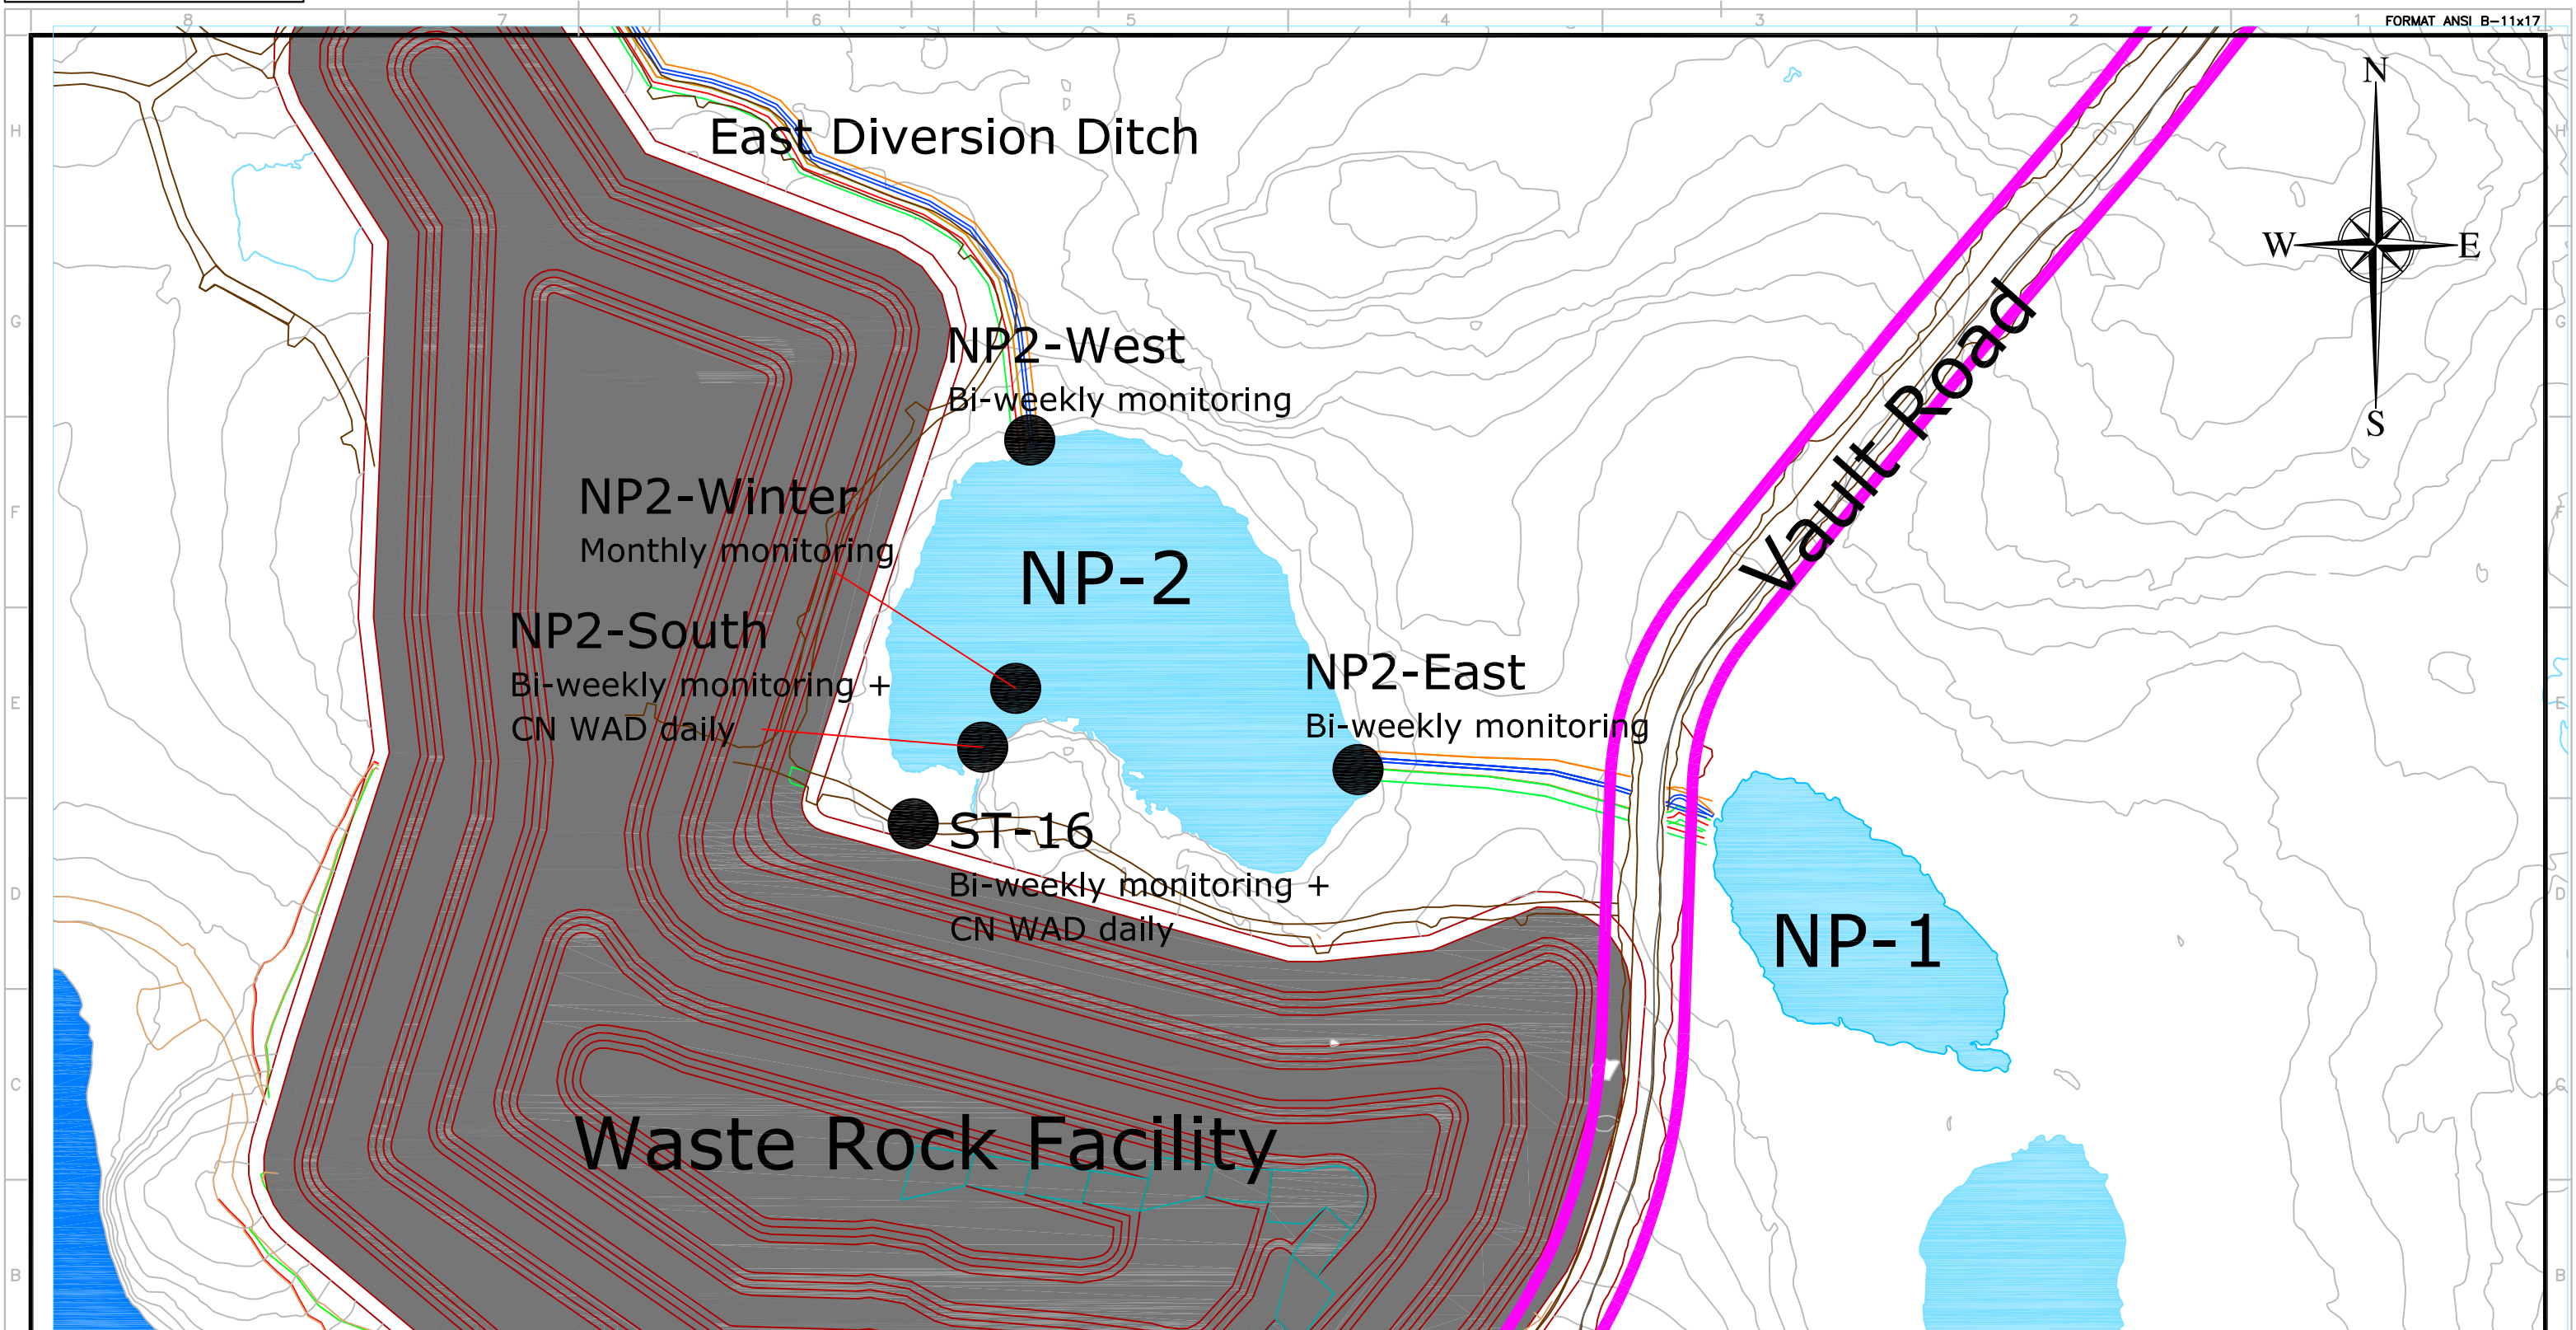 FORMAT ANSI B-11x17
8 7 6 5 4 3 2 1
H H
G G
F F
E E
D D
C C
B B
N
W E
S
East Diversion Ditch
NP2-West
Bi-weekly monitoring
NP2-Winter
Monthly monitoring
NP-2
Vault Road
NP2-South
Bi-weekly monitoring +
CN WAD daily
NP2-East
Bi-weekly monitoring
ST-16
Bi-weekly monitoring +
CN WAD daily
NP-1
Waste Rock Facility